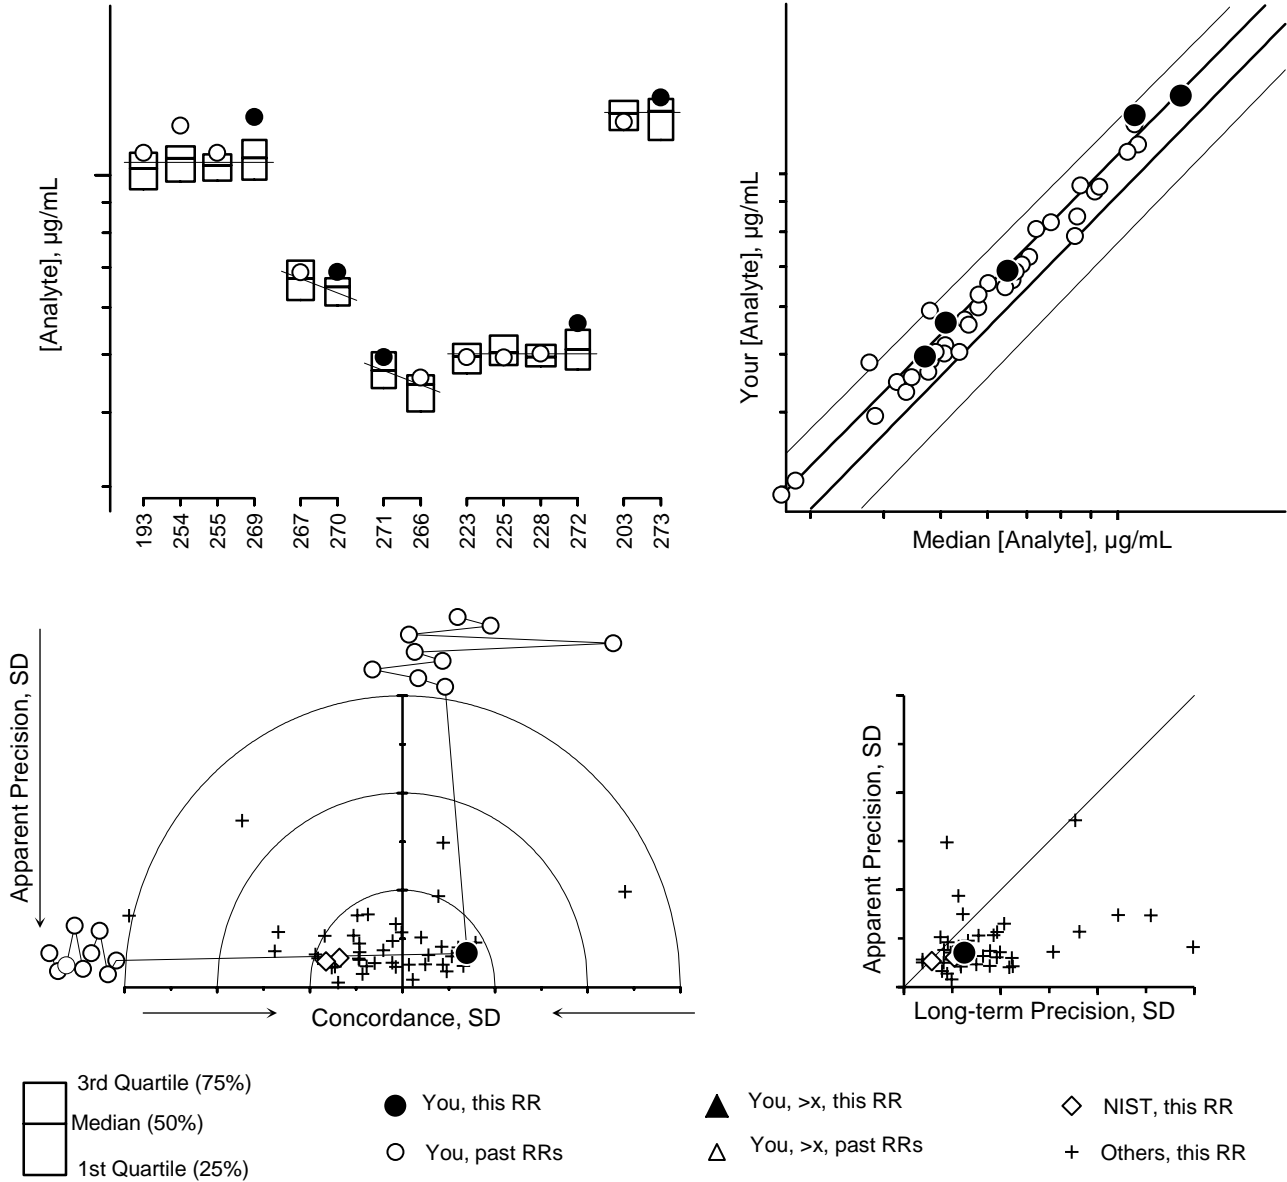 [Analyte], µg/mL
193
254
255
269
267
270
271
266
223
225
228
272
203
273
Your [Analyte], µg/mL
Median [Analyte], µg/mL
Apparent Precision, SD
Concordance, SD
Apparent Precision, SD
Long-term Precision, SD
3rd Quartile (75%)
Median (50%)
1st Quartile (25%)
You, this RR
You, past RRs
You, >x, this RR
You, >x, past RRs
NIST, this RR
Others, this RR